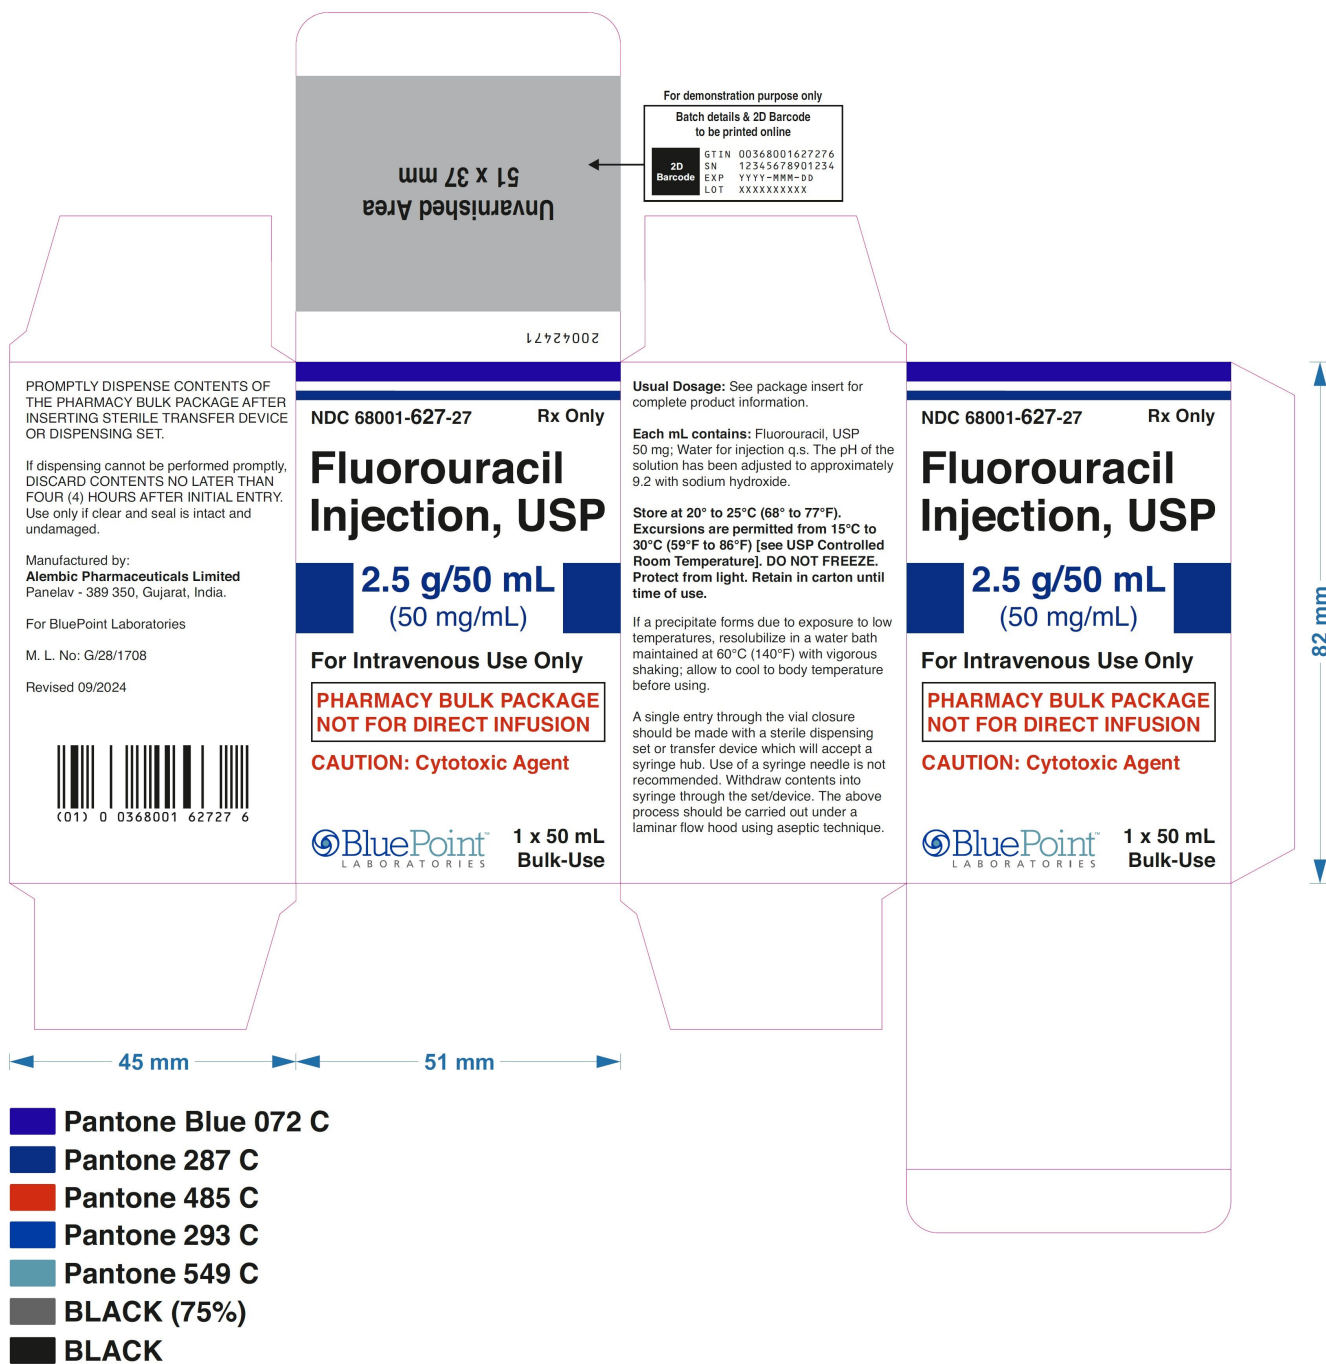 For demonstration purpose only
Batch details & 2D Barcode
to be printed online
2D
Barcode
GTIN 00368001627276
SN 12345678901234
EXP YYYY-MMM-DD
LOT XXXXXXXXXX
Unvarnished Area
51 x 37 mm
20042471
PROMPTLY DISPENSE CONTENTS OF
THE PHARMACY BULK PACKAGE AFTER
INSERTING STERILE TRANSFER DEVICE
OR DISPENSING SET.
If dispensing cannot be performed promptly,
DISCARD CONTENTS NO LATER THAN
FOUR (4) HOURS AFTER INITIAL ENTRY.
Use only if clear and seal is intact and
undamaged.
Manufactured by:
Alembic Pharmaceuticals Limited
Panelav - 389 350, Gujarat, India.
For BluePoint Laboratories
M. L. No: G/28/1708
Revised 09/2024
(01) 0 0368001 62727 6
NDC 68001-627-27 Rx Only
Fluorouracil
Injection, USP
2.5 g/50 mL
(50 mg/mL)
For Intravenous Use Only
PHARMACY BULK PACKAGE
NOT FOR DIRECT INFUSION
CAUTION: Cytotoxic Agent
BluePoint™
LABORATORIES
1 x 50 mL
Bulk-Use
Usual Dosage: See package insert for
complete product information.
Each mL contains: Fluorouracil, USP
50 mg; Water for injection q.s. The pH of the
solution has been adjusted to approximately
9.2 with sodium hydroxide.
Store at 20° to 25°C (68° to 77°F).
Excursions are permitted from 15°C to
30°C (59°F to 86°F) [see USP Controlled
Room Temperature]. DO NOT FREEZE.
Protect from light. Retain in carton until
time of use.
If a precipitate forms due to exposure to low
temperatures, resolubilize in a water bath
maintained at 60°C (140°F) with vigorous
shaking; allow to cool to body temperature
before using.
A single entry through the vial closure
should be made with a sterile dispensing
set or transfer device which will accept a
syringe hub. Use of a syringe needle is not
recommended. Withdraw contents into
syringe through the set/device. The above
process should be carried out under a
laminar flow hood using aseptic technique.
NDC 68001-627-27 Rx Only
Fluorouracil
Injection, USP
2.5 g/50 mL
(50 mg/mL)
For Intravenous Use Only
PHARMACY BULK PACKAGE
NOT FOR DIRECT INFUSION
CAUTION: Cytotoxic Agent
BluePoint™
LABORATORIES
1 x 50 mL
Bulk-Use
82 mm
45 mm
51 mm
Pantone Blue 072 C
Pantone 287 C
Pantone 485 C
Pantone 293 C
Pantone 549 C
BLACK (75%)
BLACK